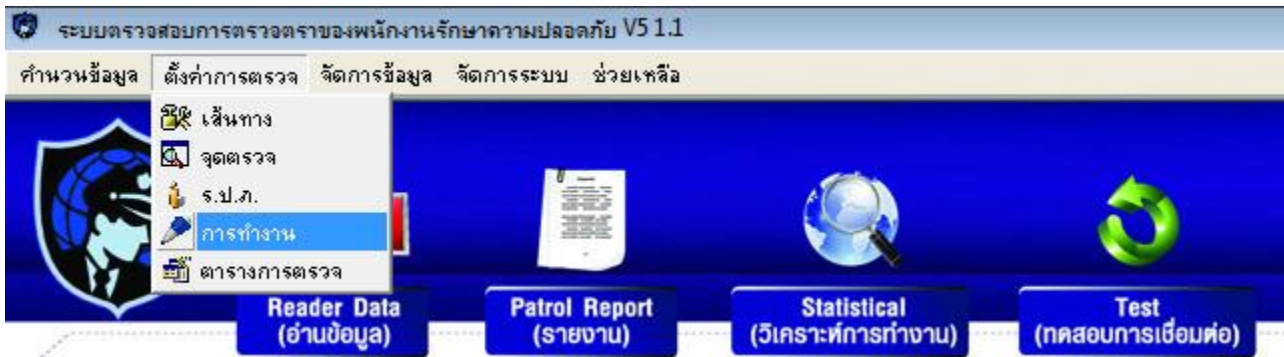 ระบบตรวจสอบการตรวจตราของพนักงานรักษาความปลอดภัย V5 1.1
คำนวนข้อมูล ตั้งค่าการตรวจ จัดการข้อมูล จัดการระบบ ช่วยเหลือ
เส้นทาง
จุดตรวจ
ร.ป.ภ.
การทำงาน
ตารางการตรวจ
Reader Data
(อ่านข้อมูล)
Patrol Report
(รายงาน)
Statistical
(วิเคราะห์การทำงาน)
Test
(ทดสอบการเชื่อมต่อ)